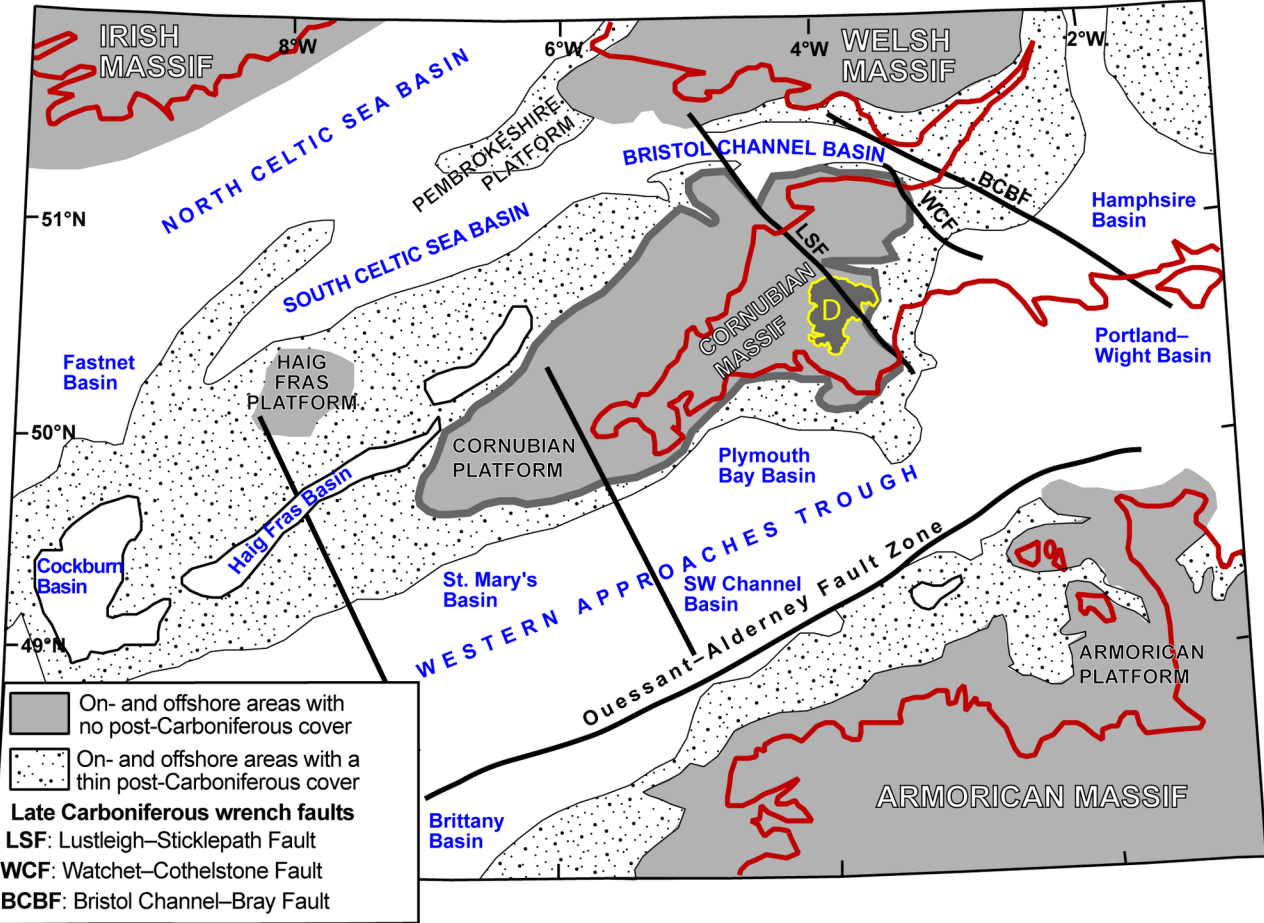 IRISH
MASSIF
8°W
6°W
4°W
2°W
WELSH
MASSIF
NORTH CELTIC SEA BASIN
PEMBROKESHIRE
PLATFORM
BRISTOL CHANNEL BASIN
BCBF
WCF
LSF
Hamphsire
Basin
51°N
SOUTH CELTIC SEA BASIN
CORNUBIAN
MASSIF
D
Portland–
Wight Basin
Fastnet
Basin
HAIG
FRAS
PLATFORM
50°N
CORNUBIAN
PLATFORM
Plymouth
Bay Basin
Haig Fras Basin
Cockburn
Basin
St. Mary's
Basin
WESTERN APPROACHES TROUGH
SW Channel
Basin
Ouessant–Alderney Fault Zone
49°N
ARMORICAN
PLATFORM
ARMORICAN MASSIF
Brittany
Basin
On- and offshore areas with
no post-Carboniferous cover
On- and offshore areas with a
thin post-Carboniferous cover
Late Carboniferous wrench faults
LSF: Lustleigh–Sticklepath Fault
WCF: Watchet–Cothelstone Fault
BCBF: Bristol Channel–Bray Fault